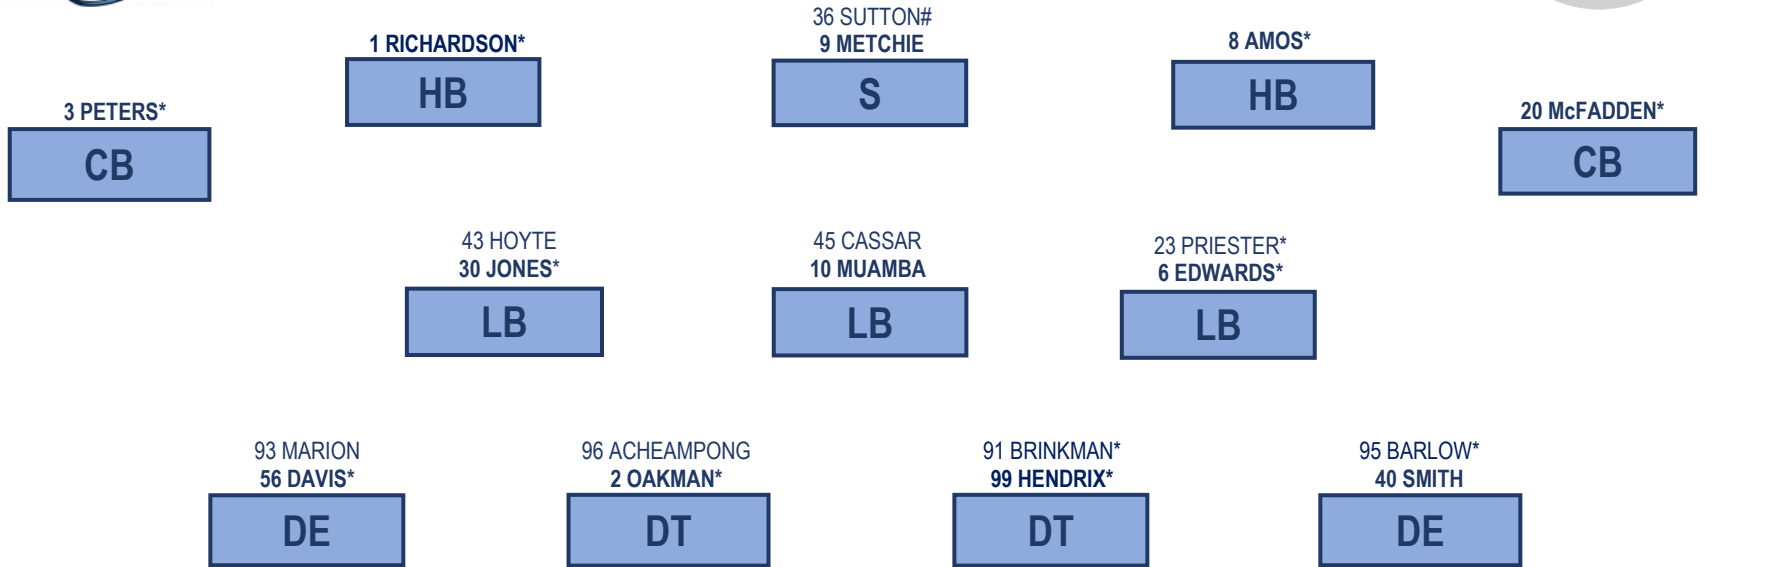 36 SUTTON#
1 RICHARDSON*
9 METCHIE
8 AMOS*
HB
S
HB
3 PETERS*
20 McFADDEN*
CB
CB
43 HOYTE
45 CASSAR
23 PRIESTER*
30 JONES*
10 MUAMBA
6 EDWARDS*
LB
LB
LB
93 MARION
96 ACHEAMPONG
91 BRINKMAN*
95 BARLOW*
56 DAVIS*
2 OAKMAN*
99 HENDRIX*
40 SMITH
DE
DT
DT
DE